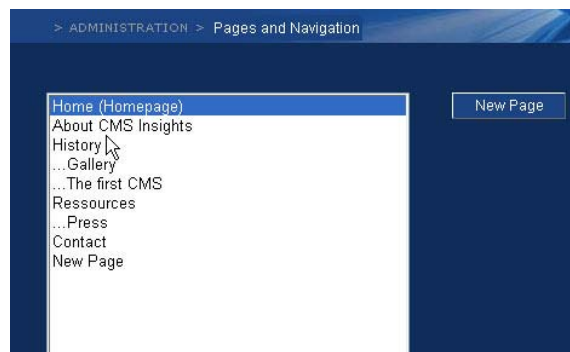 > ADMINISTRATION > Pages and Navigation
Home (Homepage)
New Page
About CMS Insights
History
...Gallery
...The first CMS
Ressources
...Press
Contact
New Page